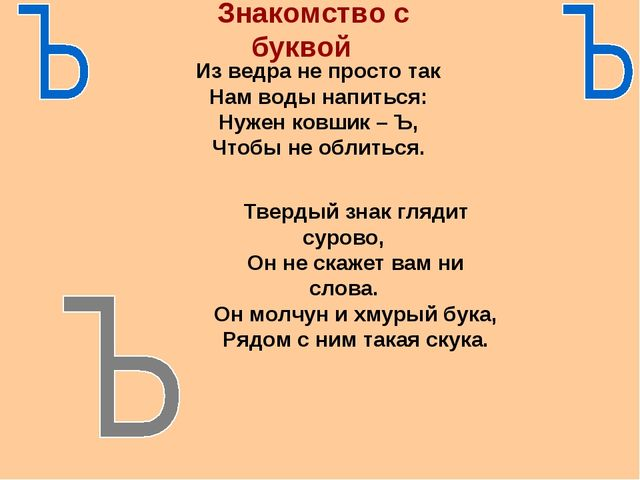 Ъ
Знакомство с
буквой
Ъ
Из ведра не просто так
Нам воды напиться:
Нужен ковшик – Ъ,
Чтобы не облиться.
Твердый знак глядит
сурово,
Он не скажет вам ни
слова.
Он молчун и хмурый бука,
Рядом с ним такая скука.
Ъ